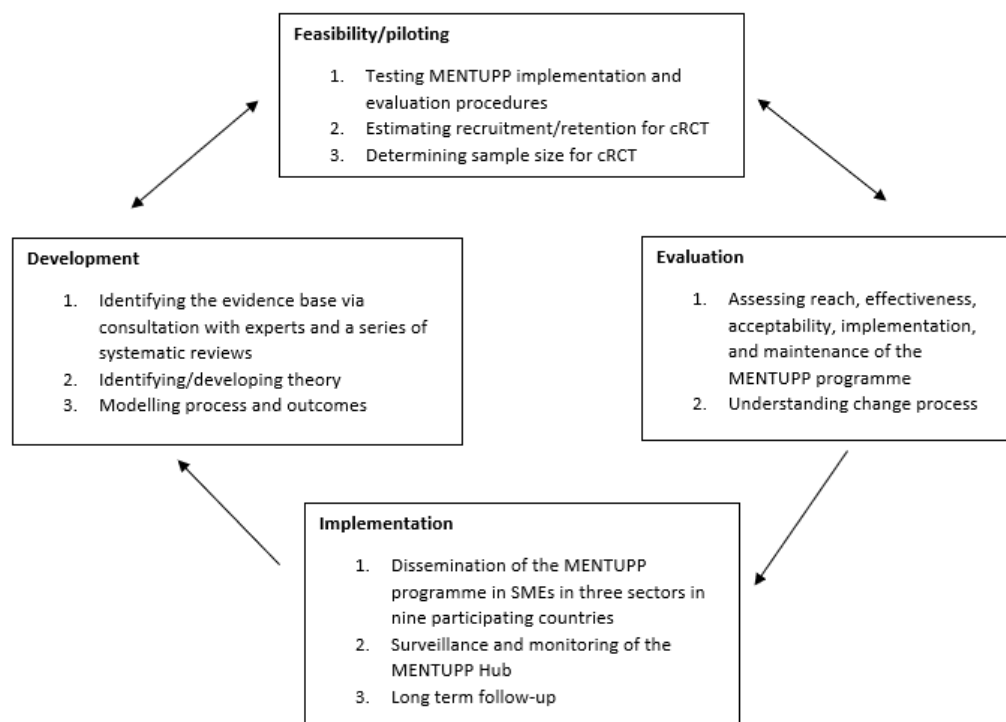 Feasibility/piloting
1. Testing MENTUPP implementation and
evaluation procedures
2. Estimating recruitment/retention for cRCT
3. Determining sample size for cRCT
Development
1. Identifying the evidence base via
consultation with experts and a series of
systematic reviews
2. Identifying/developing theory
3. Modelling process and outcomes
Evaluation
1. Assessing reach, effectiveness,
acceptability, implementation,
and maintenance of the
MENTUPP programme
2. Understanding change process
Implementation
1. Dissemination of the MENTUPP
programme in SMEs in three sectors in
nine participating countries
2. Surveillance and monitoring of the
MENTUPP Hub
3. Long term follow-up